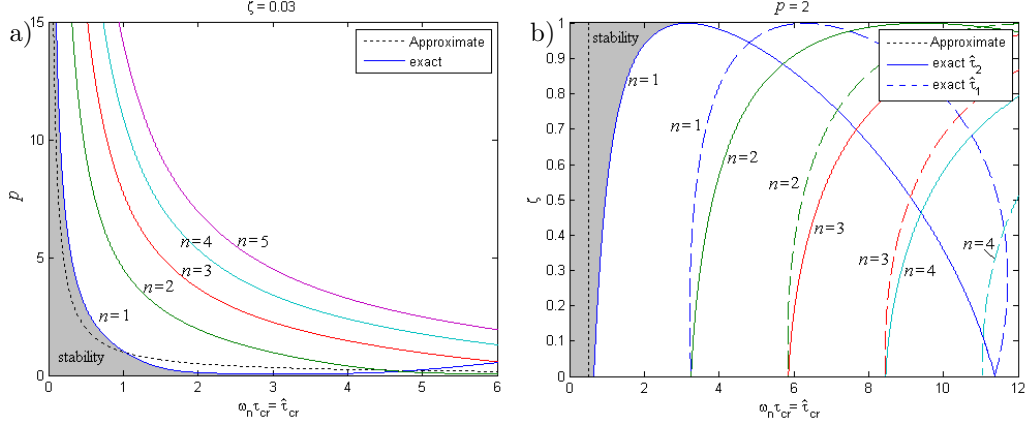 a)
ζ = 0.03
p
15
10
5
0
Approximate
exact
n=1
n=2
n=3
n=4
n=5
stability
0 1 2 3 4 5 6
ωnτcr= τ̂cr
b)
p = 2
ζ
1
0.9
0.8
0.7
0.6
0.5
0.4
0.3
0.2
0.1
0
stability
Approximate
exact τ̂2
exact τ̂1
n=1
n=1
n=2
n=2
n=3
n=3
n=4
n=4
0 2 4 6 8 10 12
ωnτcr= τ̂cr